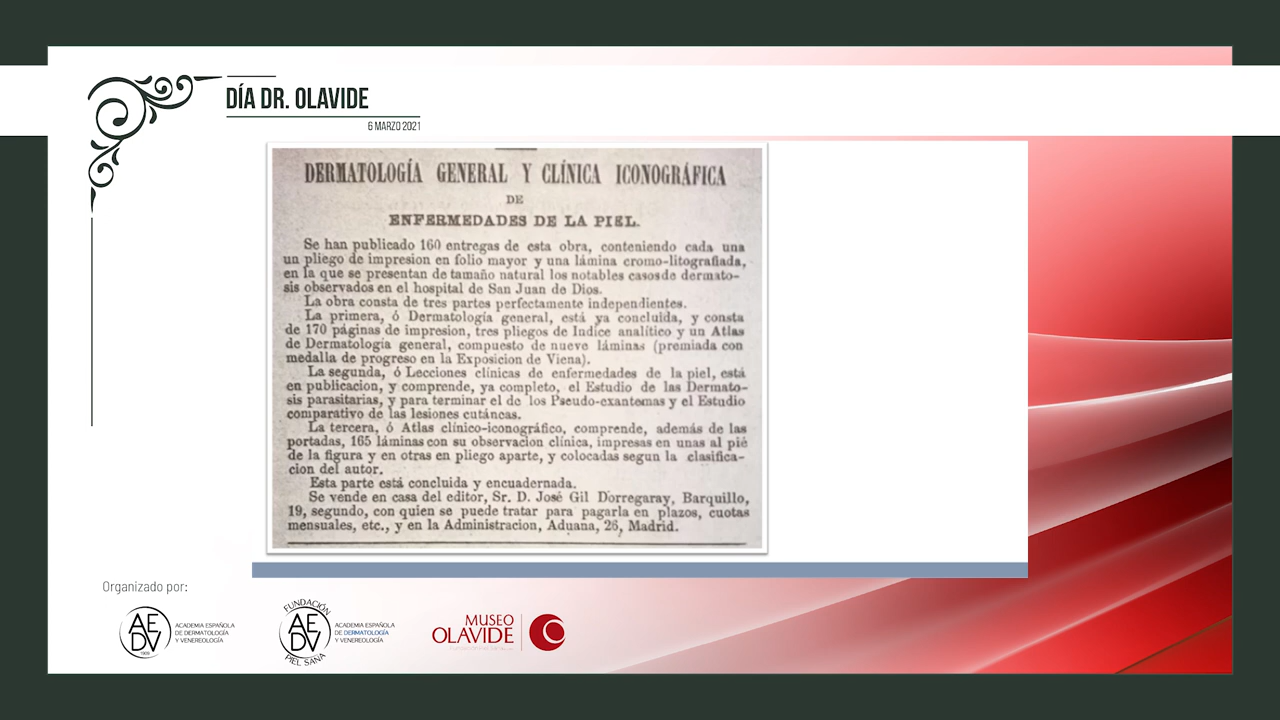 DÍA DR. OLAVIDE
6 MARZO 2021
DERMATOLOGÍA GENERAL Y CLÍNICA ICONOGRÁFICA
DE
ENFERMEDADES DE LA PIEL.
Se han publicado 160 entregas de esta obra, conteniendo cada una
un pliego de impresion en folio mayor y una lámina cromo-litografiada,
en la que se presentan de tamaño natural los notables casos de dermato-
sis observados en el hospital de San Juan de Dios.
La obra consta de tres partes perfectamente independientes.
La primera, ó Dermatología general, está ya concluida, y consta
de 170 páginas de impresion, tres pliegos de Indice analítico y un Atlas
de Dermatología general, compuesto de nueve láminas (premiada con
medalla de progreso en la Exposicion de Viena).
La segunda, ó Lecciones clínicas de enfermedades de la piel, está
en publicacion, y comprende, ya completo, el Estudio de las Dermato-
sis parasitarias, y para terminar el de los Pseudo-exantemas y el Estudio
comparativo de las lesiones cutáneas.
La tercera, ó Atlas clínico-iconográfico, comprende, además de las
portadas, 165 láminas con su observacion clínica, impresas en unas al pié
de la figura y en otras en pliego aparte, y colocadas segun la clasifica-
cion del autor.
Esta parte está concluida y encuadernada.
Se vende en casa del editor, Sr. D. José Gil Dorregaray, Barquillo,
19, segundo, con quien se puede tratar para pagarla en plazos, cuotas
mensuales, etc., y en la Administracion, Aduana, 26, Madrid.
Organizado por:
AEDV
1909
ACADEMIA ESPAÑOLA
DE DERMATOLOGÍA
Y VENEREOLOGÍA
FUNDACIÓN
AEDV
PIEL SANA
ACADEMIA ESPAÑOLA
DE DERMATOLOGÍA
Y VENEREOLOGÍA
MUSEO
OLAVIDE